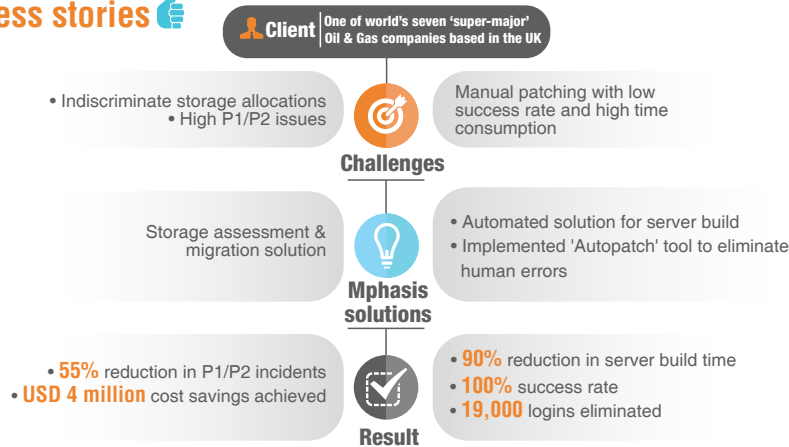 ess stories
Client
One of world's seven 'super-major'
Oil & Gas companies based in the UK
• Indiscriminate storage allocations
• High P1/P2 issues
Manual patching with low
success rate and high time
consumption
Challenges
Storage assessment &
migration solution
• Automated solution for server build
• Implemented 'Autopatch' tool to eliminate
human errors
Mphasis
solutions
• 55% reduction in P1/P2 incidents
• USD 4 million cost savings achieved
• 90% reduction in server build time
• 100% success rate
• 19,000 logins eliminated
Result